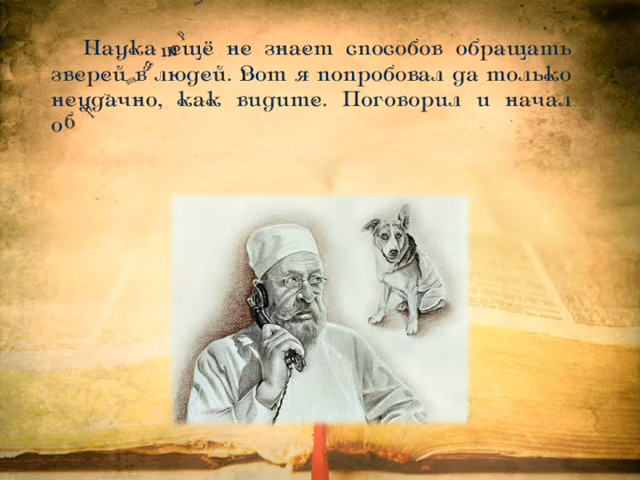 Наука ещё не знает способов обращать
зверей в людей. Вот я попробовал да только
неудачно, как видите. Поговорил и начал
об